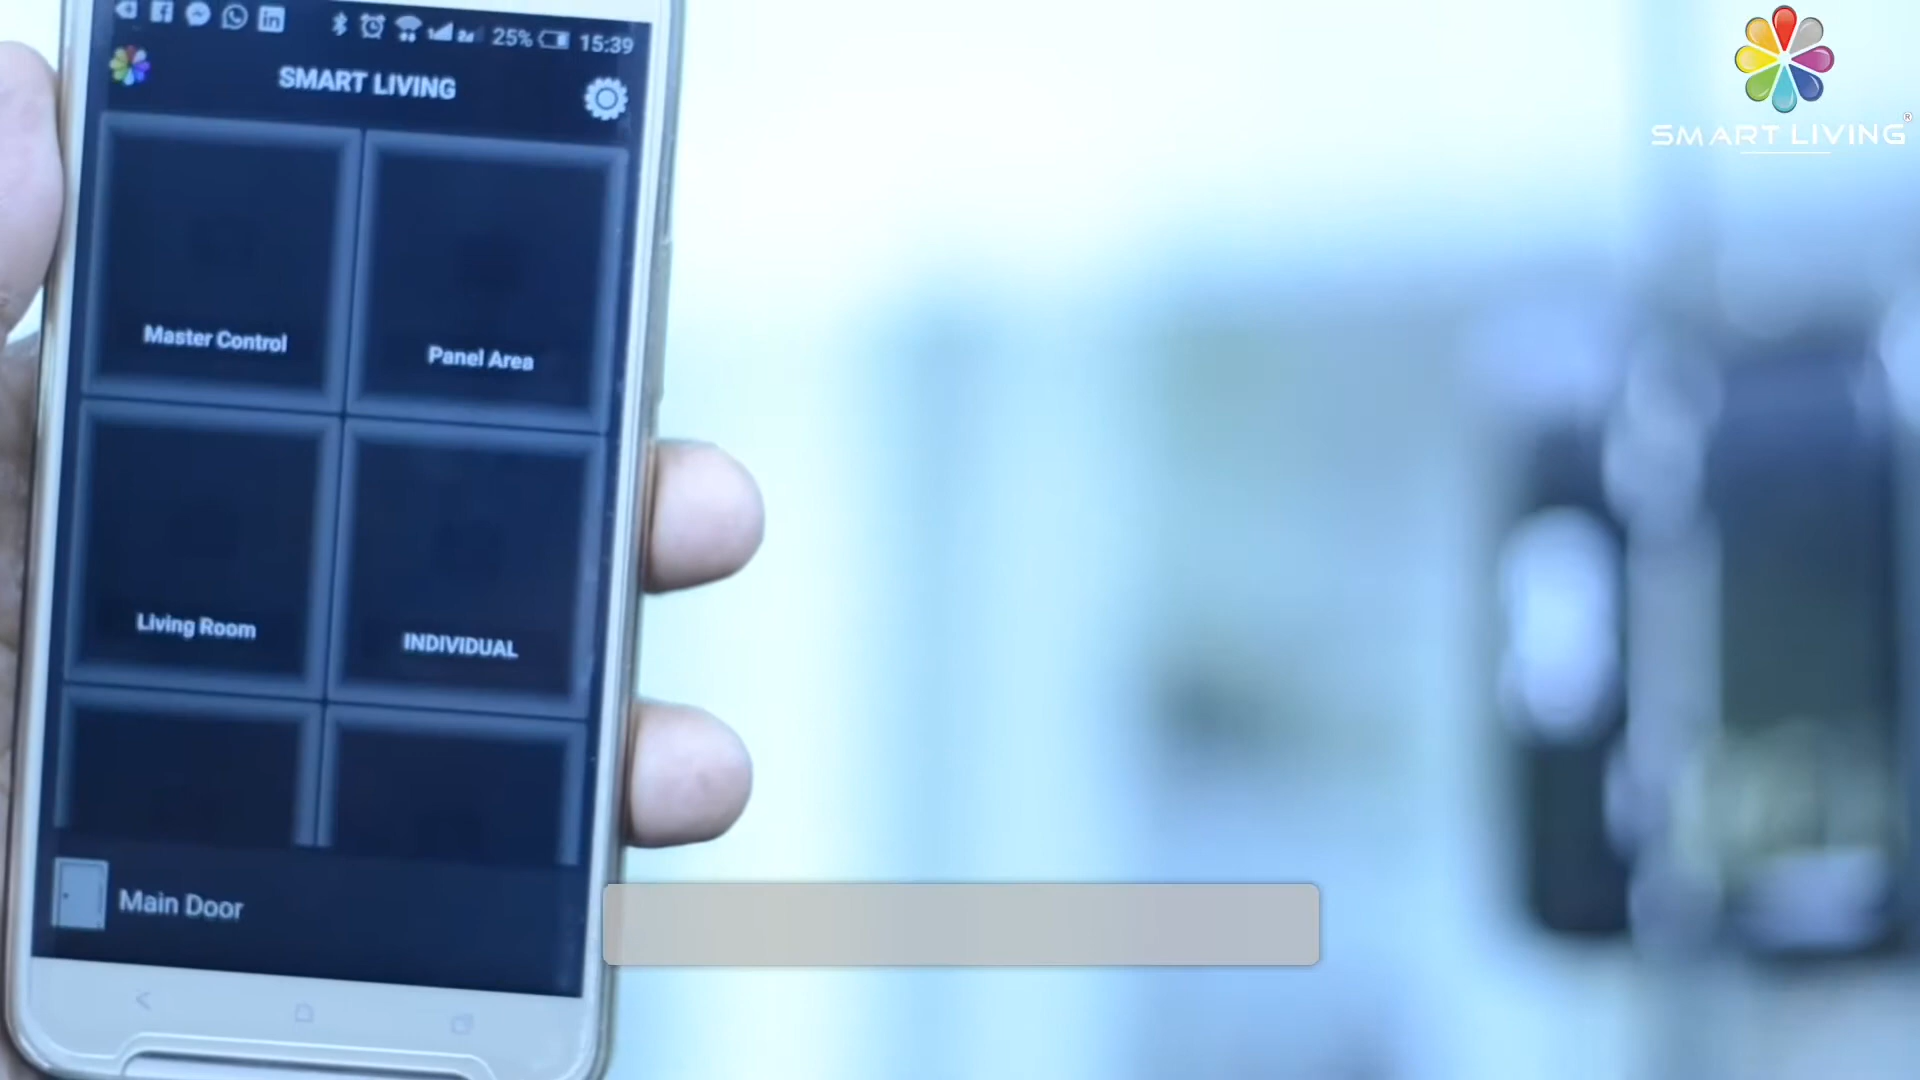 25% 15:39
SMART LIVING
Master Control
Panel Area
Living Room
INDIVIDUAL
Main Door
SMART LIVING®